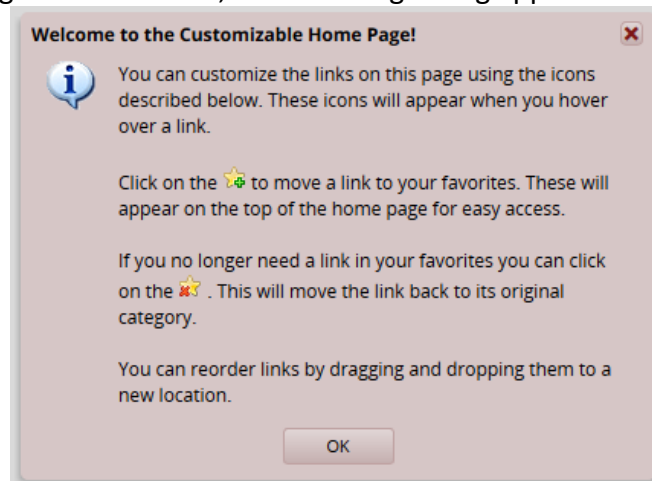 Welcome to the Customizable Home Page!
You can customize the links on this page using the icons
described below. These icons will appear when you hover
over a link.
Click on the to move a link to your favorites. These will
appear on the top of the home page for easy access.
If you no longer need a link in your favorites you can click
on the . This will move the link back to its original
category.
You can reorder links by dragging and dropping them to a
new location.
OK